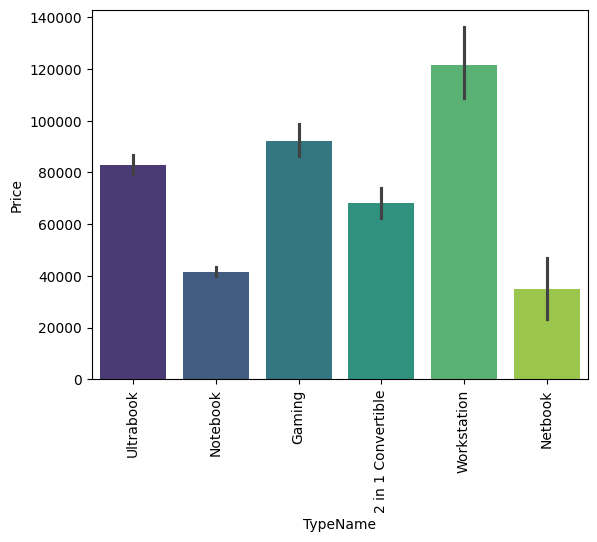 140000
120000
100000
80000
60000
40000
20000
0
Price
Ultrabook
Notebook
Gaming
2 in 1 Convertible
Workstation
Netbook
TypeName